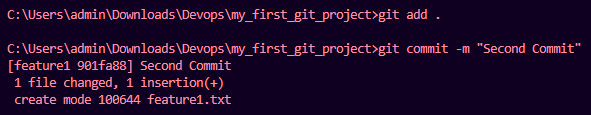 C:\Users\admin\Downloads\Devops\my_first_git_project>git add .
C:\Users\admin\Downloads\Devops\my_first_git_project>git commit -m "Second Commit"
[feature1 901fa88] Second Commit
1 file changed, 1 insertion(+)
create mode 100644 feature1.txt